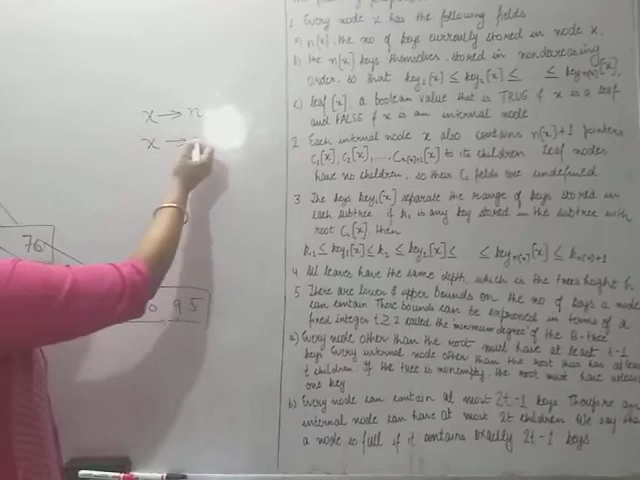 x → n
x →
76
0 95
1 Every node x has the following fields
a) n[x], the no of keys currently stored in node x.
b) the n[x] keys themselves, stored in nondecreasing
order, so that key₁[x] ≤ key₂[x] ≤ ≤ key n[x] [x]
c) leaf [x], a boolean value that is TRUE if x is a leaf
and FALSE if x is an internal node
2 Each internal node x also contains n[x]+1 pointers
C₁[x], C₂[x], .... C n[x]+1 [x] to its children Leaf nodes
have no children, so their Cᵢ fields are undefined
3 The keys keyᵢ[x] separate the range of keys stored in
each subtree if kᵢ is any key stored in the subtree with
root Cᵢ[x], then
k₁ ≤ key₁[x] ≤ k₂ ≤ key₂[x] ≤ ≤ key n[x] [x] ≤ k n[x]+1
4 All leaves have the same depth, which is the tree's height h
5 There are lower & upper bounds on the no of keys a node
can contain These bounds can be expressed in terms of a
fixed integer t ≥ 2 called the "minimum degree" of the B-tree
a) Every node other than the root must have at least t-1
keys Every internal node other than the root thus has at leas
t children If the tree is nonempty, the root must have atleas
one key
b) Every node can contain at most 2t-1 keys Therefore an
internal node can have at most 2t children We say tha
a node is full if it contains exactly 2t-1 keys.